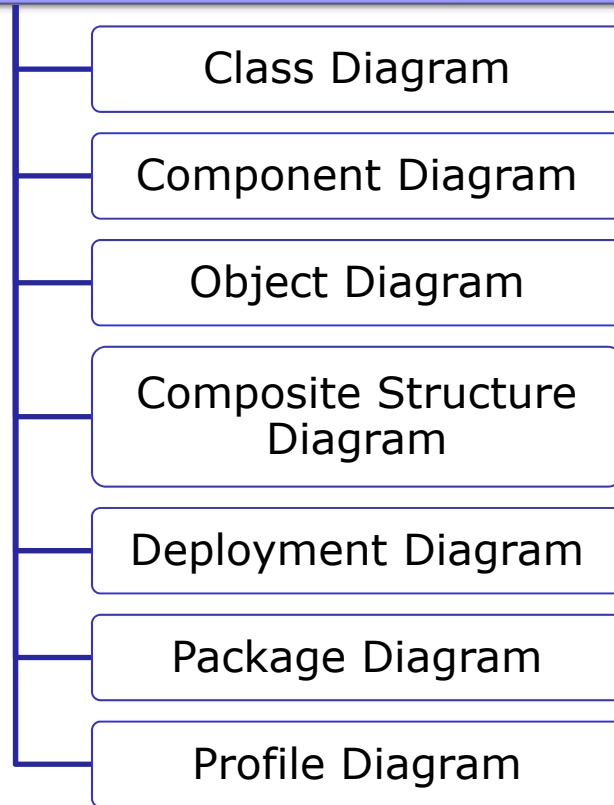 Class Diagram
Component Diagram
Object Diagram
Composite Structure
Diagram
Deployment Diagram
Package Diagram
Profile Diagram